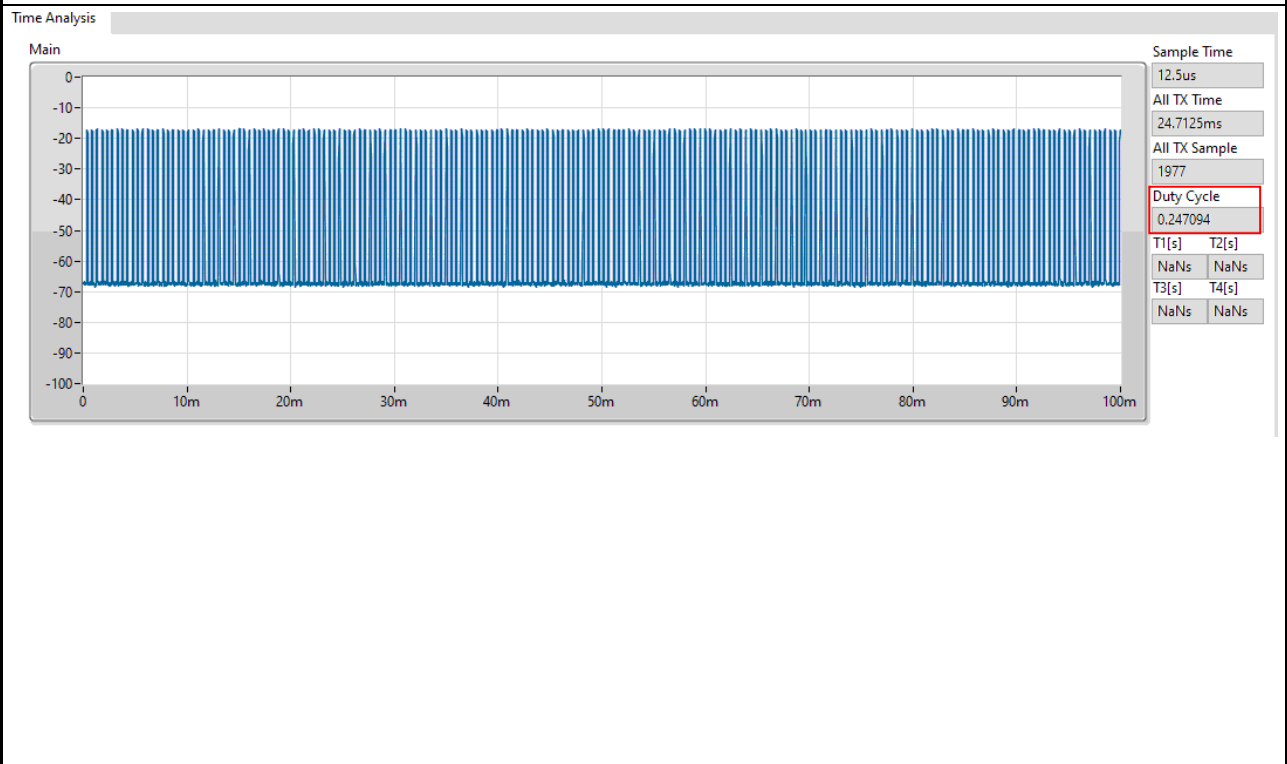 Time Analysis
Main
0
-10
-20
-30
-40
-50
-60
-70
-80
-90
-100
0 10m 20m 30m 40m 50m 60m 70m 80m 90m 100m
Sample Time
12.5us
All TX Time
24.7125ms
All TX Sample
1977
Duty Cycle
0.247094
T1[s] T2[s]
NaNs NaNs
T3[s] T4[s]
NaNs NaNs